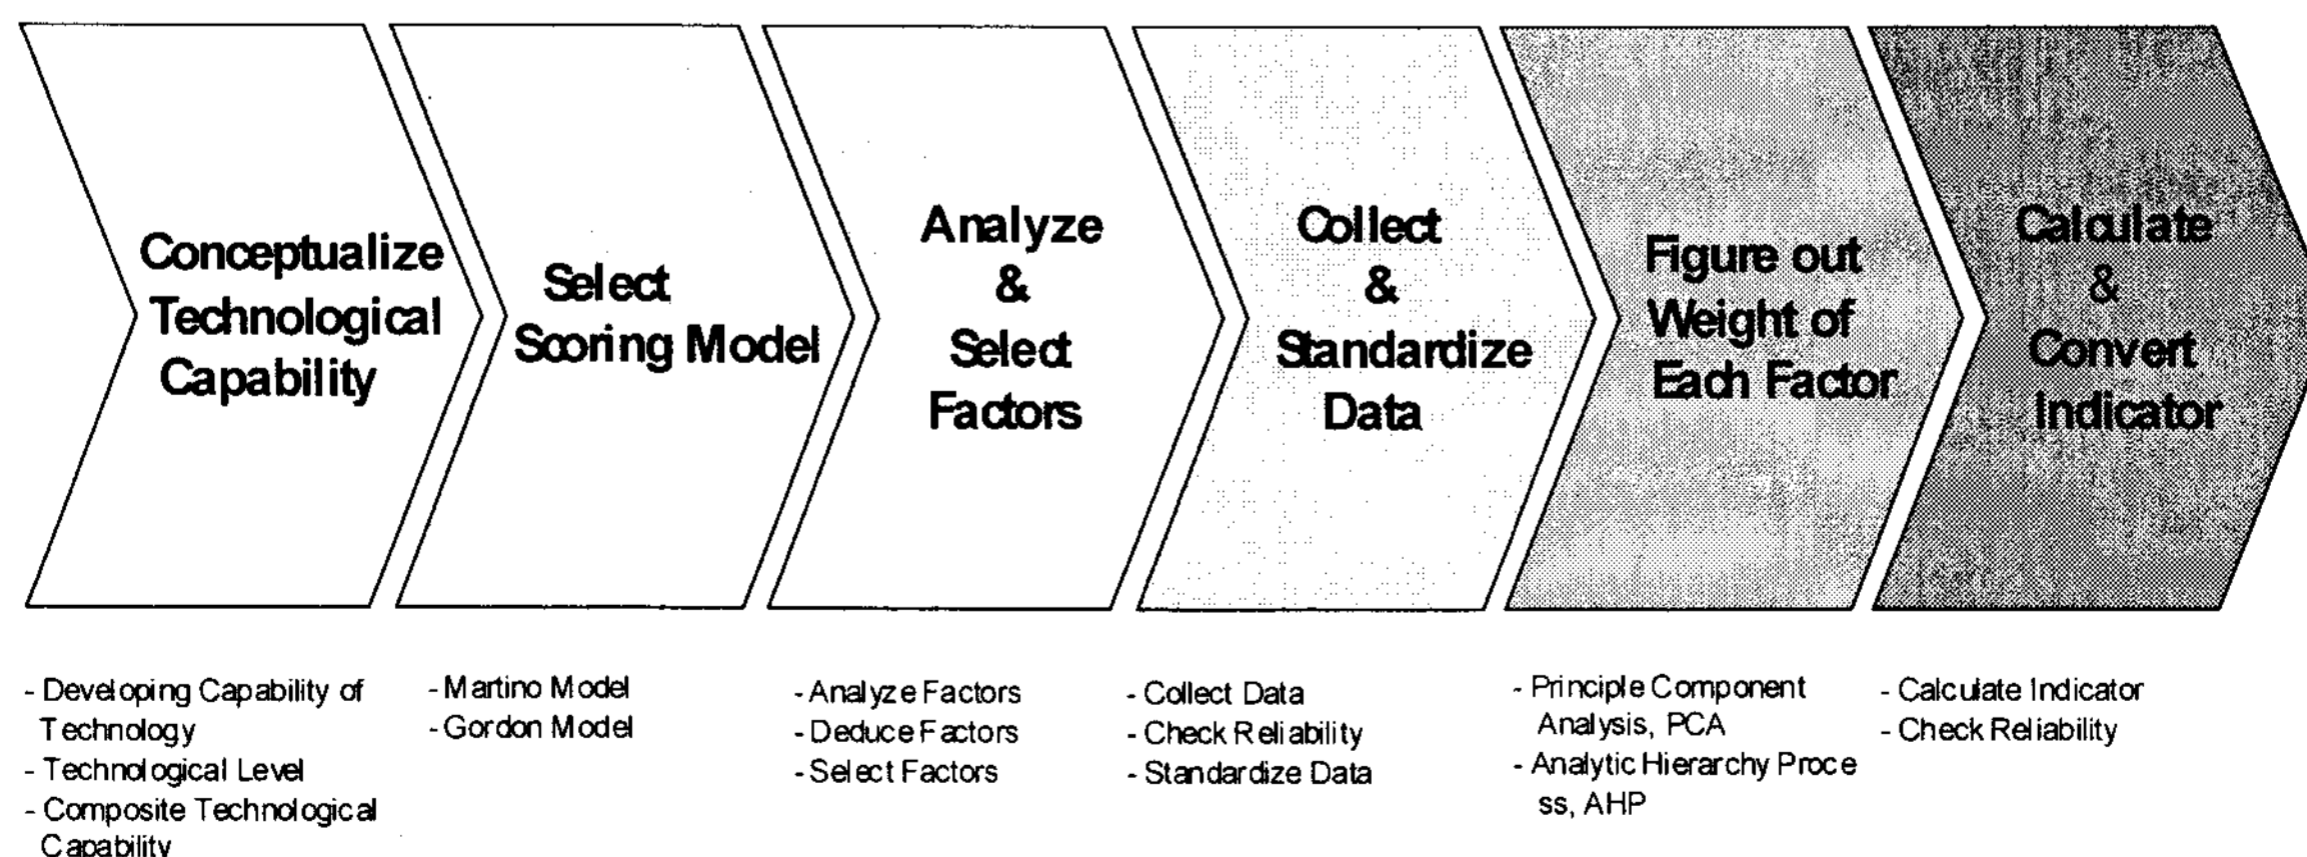 Conceptualize
Technological
Capability
Select
Scoring Model
Analyze
&
Select
Factors
Collect
&
Standardize
Data
Figure out
Weight of
Each Factor
Calculate
&
Convert
Indicator
- Developing Capability of
Technology
- Technological Level
- Composite Technological
Capability
- Martino Model
- Gordon Model
- Analyze Factors
- Deduce Factors
- Select Factors
- Collect Data
- Check Reliability
- Standardize Data
- Principle Component
Analysis, PCA
- Analytic Hierarchy Proce
ss, AHP
- Calculate Indicator
- Check Reliability